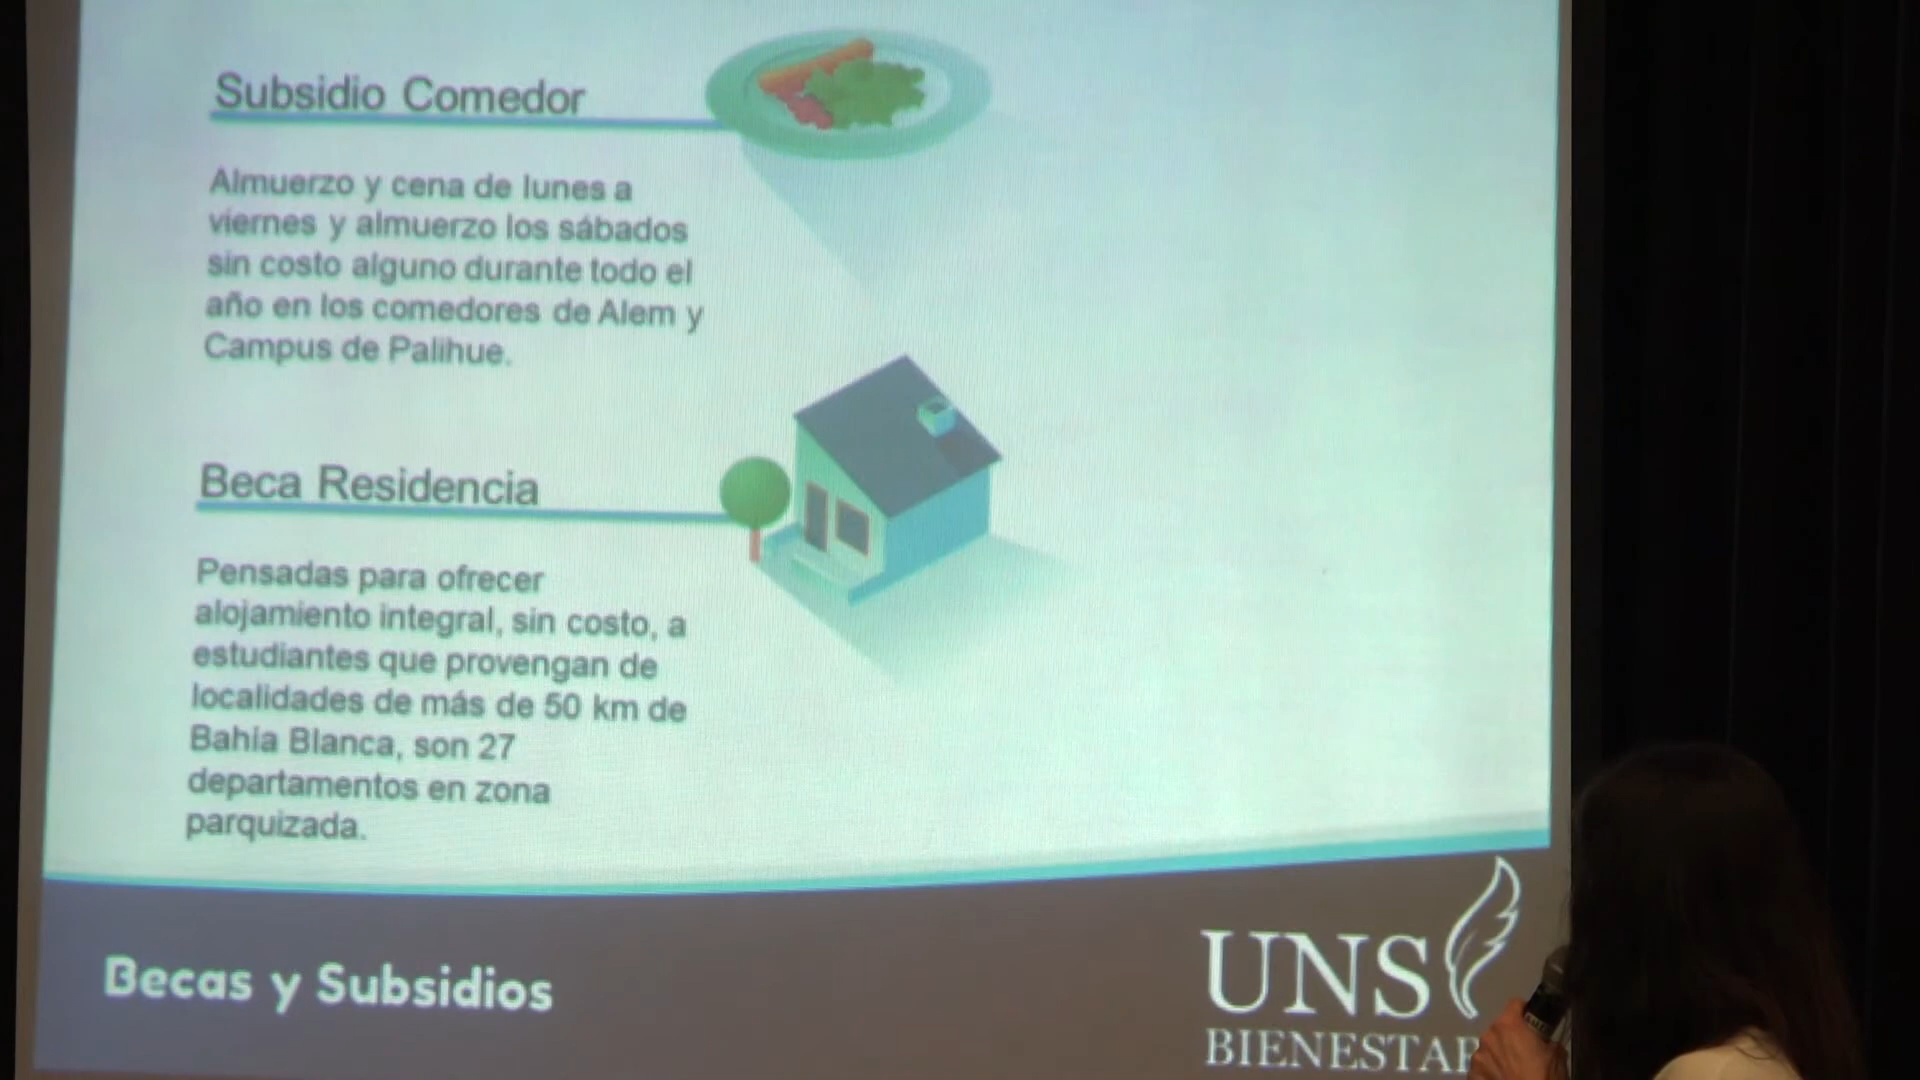 Subsidio Comedor
Almuerzo y cena de lunes a
viernes y almuerzo los sábados
sin costo alguno durante todo el
año en los comedores de Alem y
Campus de Palihue.
Beca Residencia
Pensadas para ofrecer
alojamiento integral, sin costo, a
estudiantes que provengan de
localidades de más de 50 km de
Bahía Blanca, son 27
departamentos en zona
parquizada.
Becas y Subsidios
UNS
BIENESTAR